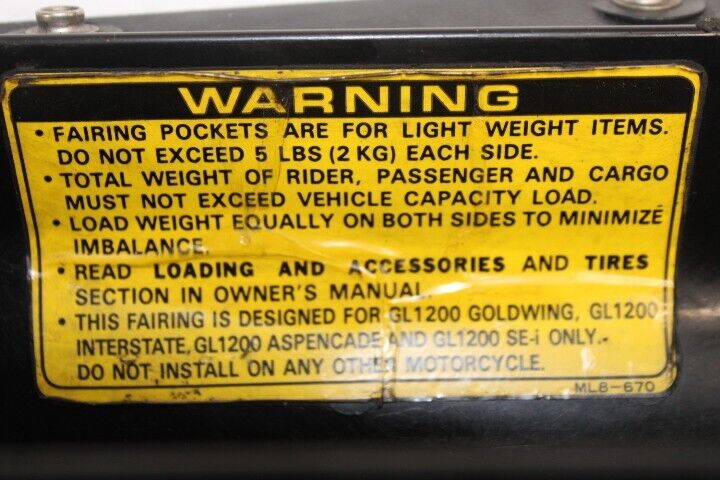 WARNING
• FAIRING POCKETS ARE FOR LIGHT WEIGHT ITEMS.
DO NOT EXCEED 5 LBS (2 KG) EACH SIDE.
• TOTAL WEIGHT OF RIDER, PASSENGER AND CARGO
MUST NOT EXCEED VEHICLE CAPACITY LOAD.
• LOAD WEIGHT EQUALLY ON BOTH SIDES TO MINIMIZE
IMBALANCE.
• READ LOADING AND ACCESSORIES AND TIRES
SECTION IN OWNER'S MANUAL.
• THIS FAIRING IS DESIGNED FOR GL1200 GOLDWING, GL1200
INTERSTATE, GL1200 ASPENCADE AND GL1200 SE-i ONLY.
DO NOT INSTALL ON ANY OTHER MOTORCYCLE.
ML8-670